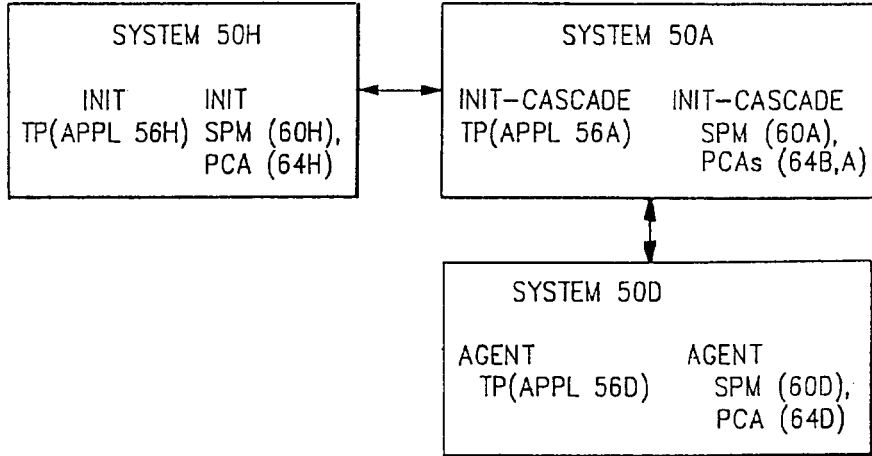 SYSTEM 50H
INIT INIT
TP(APPL 56H) SPM (60H),
PCA (64H)
SYSTEM 50A
INIT-CASCADE INIT-CASCADE
TP(APPL 56A) SPM (60A),
PCAs (64B,A)
SYSTEM 50D
AGENT AGENT
TP(APPL 56D) SPM (60D),
PCA (64D)